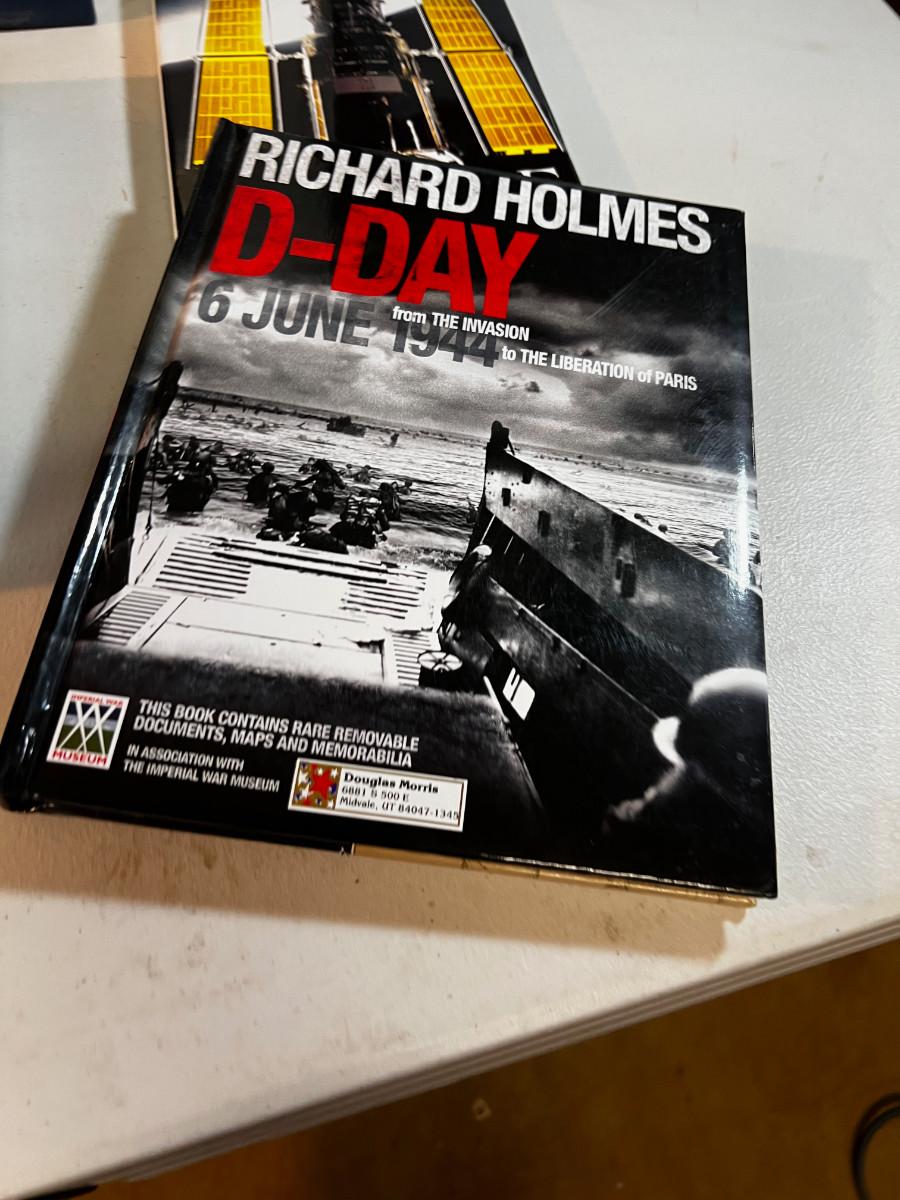 RICHARD HOLMES
D-DAY
6 JUNE 1944
from THE INVASION
to THE LIBERATION of PARIS
IMPERIAL WAR
MUSEUM
THIS BOOK CONTAINS RARE REMOVABLE
DOCUMENTS, MAPS AND MEMORABILIA
IN ASSOCIATION WITH
THE IMPERIAL WAR MUSEUM
Douglas Morris
6881 S 500 E
Midvale, UT 84047-1345